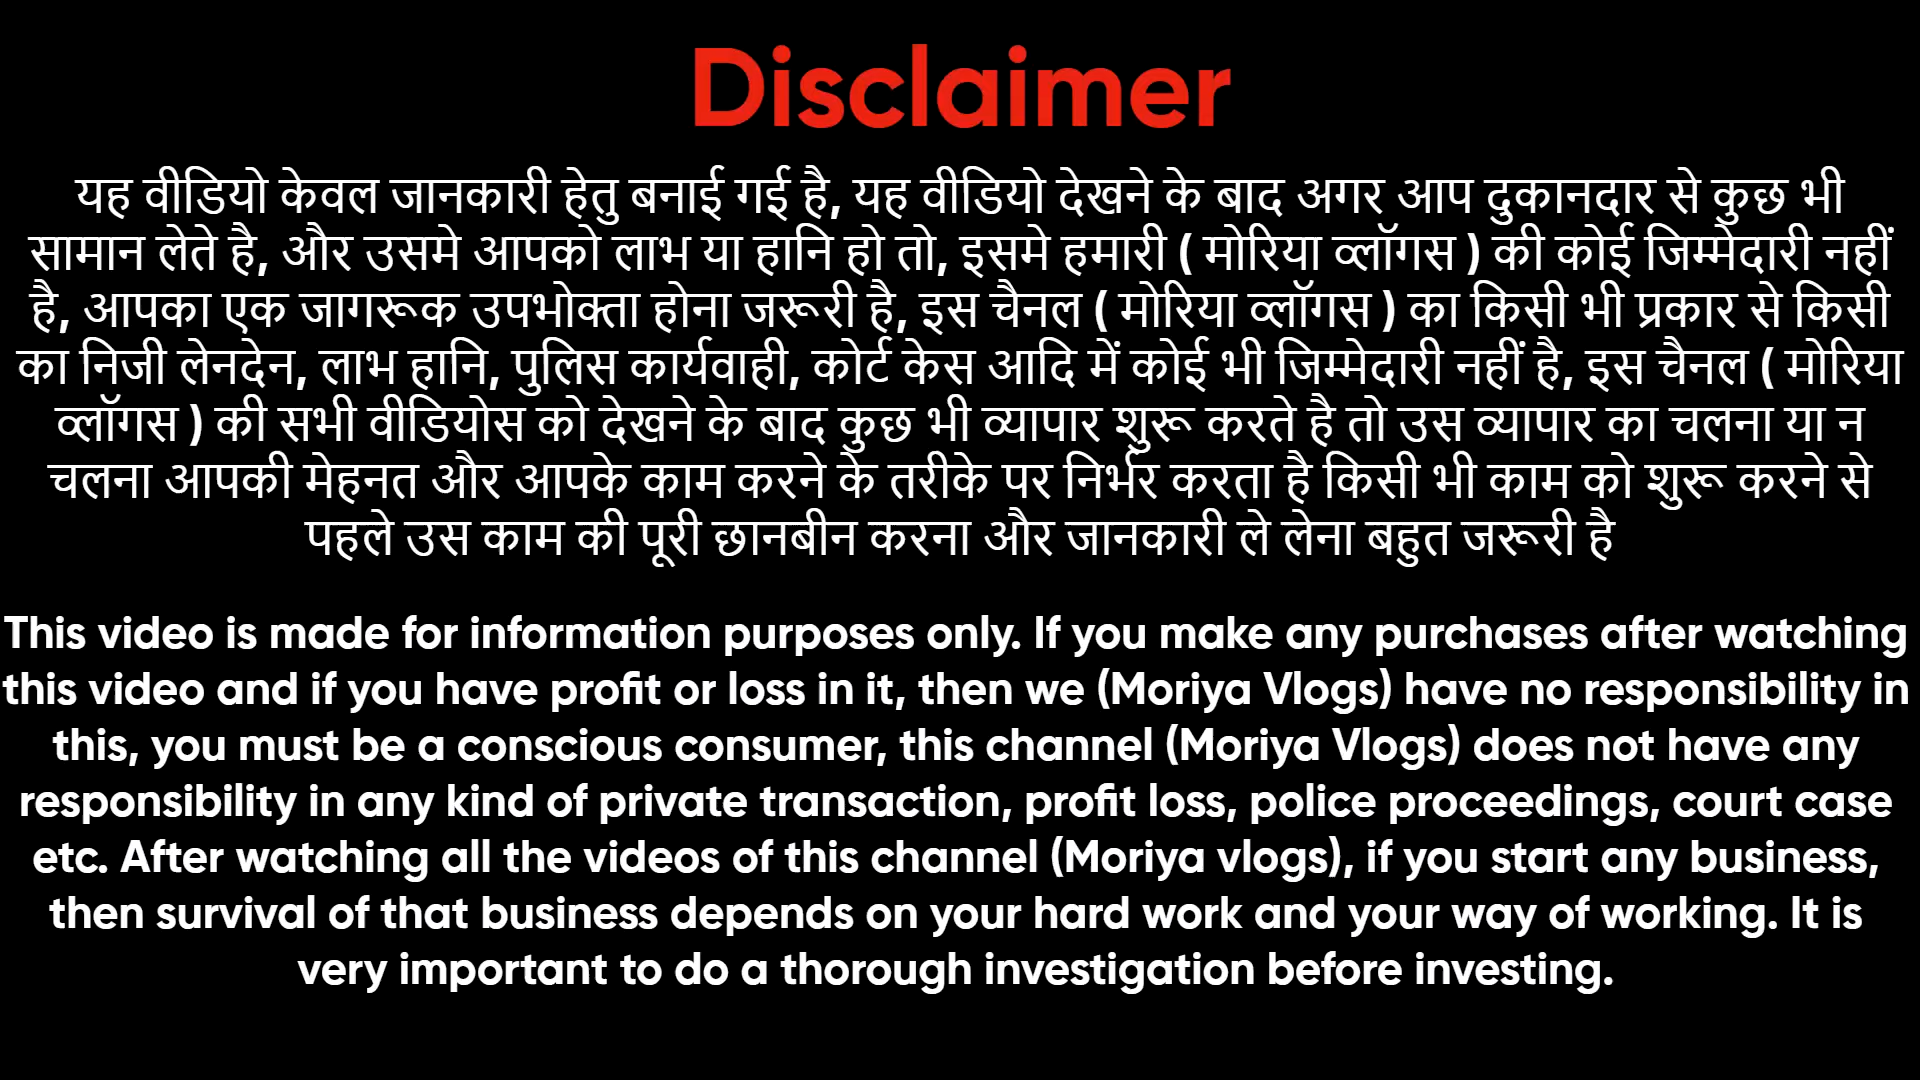 Disclaimer
यह वीडियो केवल जानकारी हेतु बनाई गई है, यह वीडियो देखने के बाद अगर आप दुकानदार से कुछ भी
सामान लेते है, और उसमे आपको लाभ या हानि हो तो, इसमे हमारी ( मोरिया व्लॉगस ) की कोई जिम्मेदारी नहीं
है, आपका एक जागरूक उपभोक्ता होना जरूरी है, इस चैनल ( मोरिया व्लॉगस ) का किसी भी प्रकार से किसी
का निजी लेनदेन, लाभ हानि, पुलिस कार्यवाही, कोर्ट केस आदि में कोई भी जिम्मेदारी नहीं है, इस चैनल ( मोरिया
व्लॉगस ) की सभी वीडियोस को देखने के बाद कुछ भी व्यापार शुरू करते है तो उस व्यापार का चलना या न
चलना आपकी मेहनत और आपके काम करने के तरीके पर निर्भर करता है किसी भी काम को शुरू करने से
पहले उस काम की पूरी छानबीन करना और जानकारी ले लेना बहुत जरूरी है
This video is made for information purposes only. If you make any purchases after watching
this video and if you have profit or loss in it, then we (Moriya Vlogs) have no responsibility in
this, you must be a conscious consumer, this channel (Moriya Vlogs) does not have any
responsibility in any kind of private transaction, profit loss, police proceedings, court case
etc. After watching all the videos of this channel (Moriya vlogs), if you start any business,
then survival of that business depends on your hard work and your way of working. It is
very important to do a thorough investigation before investing.